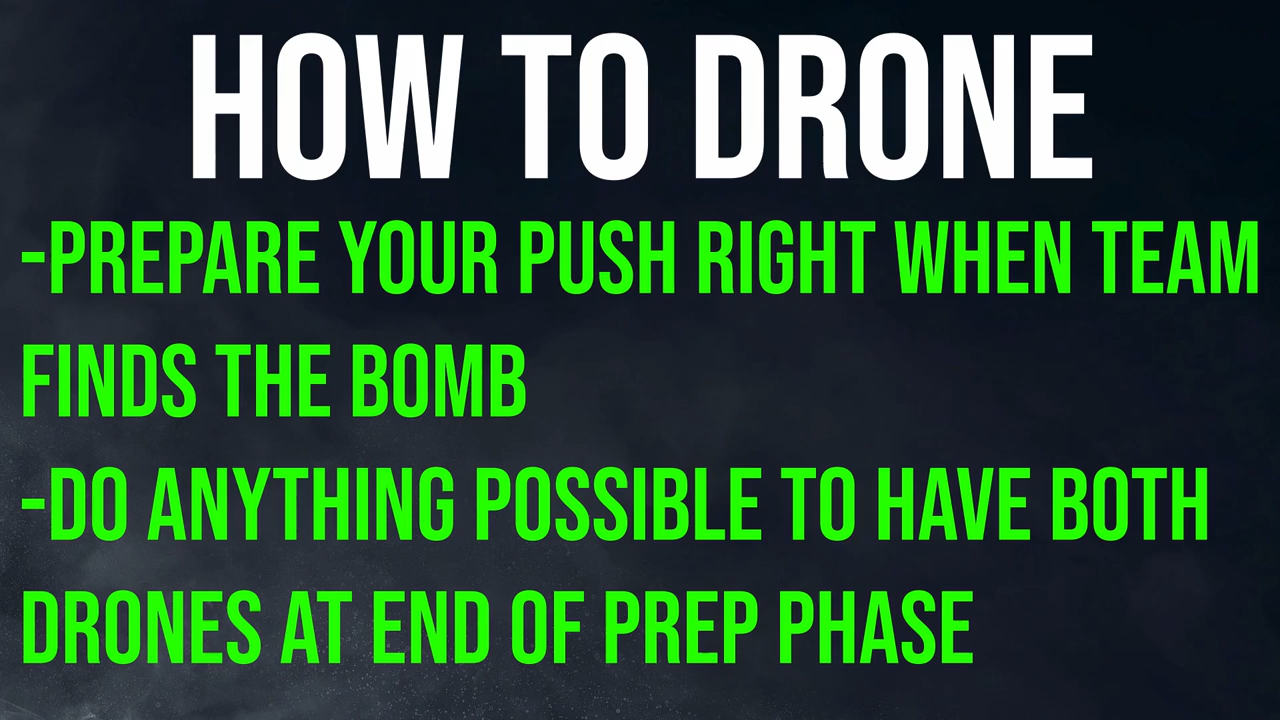 HOW TO DRONE
-PREPARE YOUR PUSH RIGHT WHEN TEAM
FINDS THE BOMB
-DO ANYTHING POSSIBLE TO HAVE BOTH
DRONES AT END OF PREP PHASE